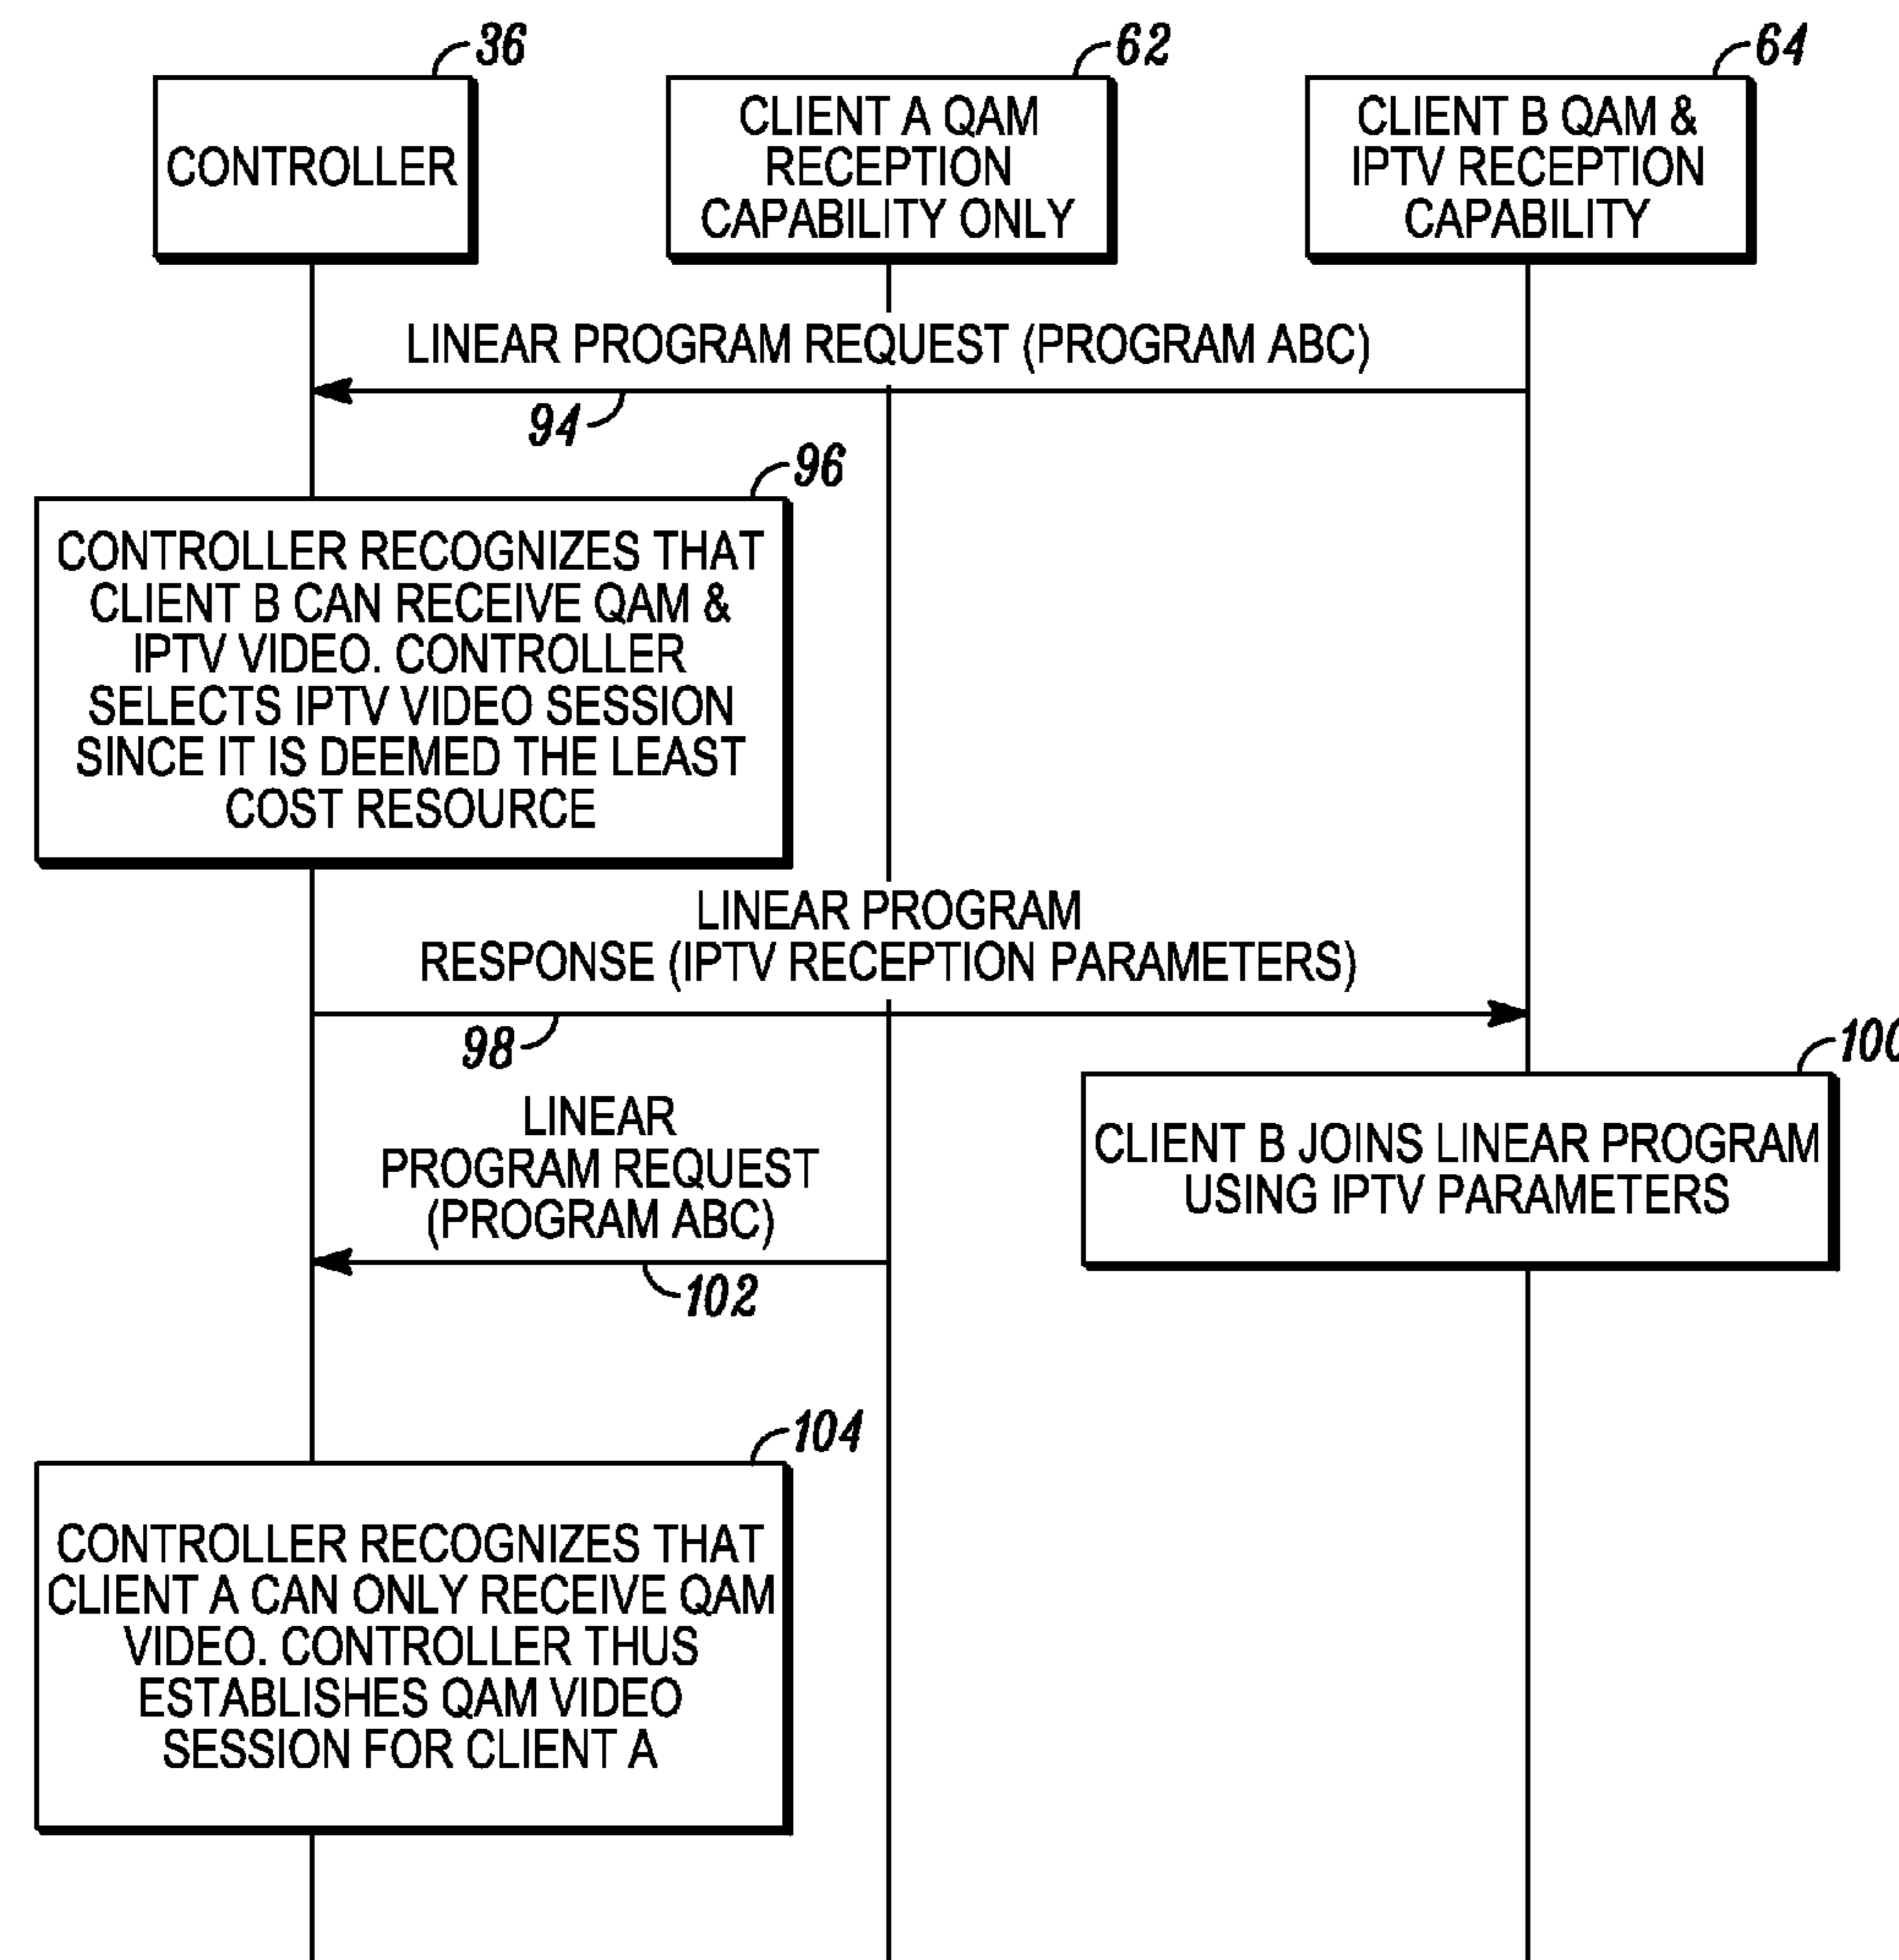 36
CONTROLLER
62
CLIENT A QAM
RECEPTION
CAPABILITY ONLY
64
CLIENT B QAM &
IPTV RECEPTION
CAPABILITY
LINEAR PROGRAM REQUEST (PROGRAM ABC)
94
96
CONTROLLER RECOGNIZES THAT
CLIENT B CAN RECEIVE QAM &
IPTV VIDEO. CONTROLLER
SELECTS IPTV VIDEO SESSION
SINCE IT IS DEEMED THE LEAST
COST RESOURCE
LINEAR PROGRAM
RESPONSE (IPTV RECEPTION PARAMETERS)
98
100
CLIENT B JOINS LINEAR PROGRAM
USING IPTV PARAMETERS
LINEAR
PROGRAM REQUEST
(PROGRAM ABC)
102
104
CONTROLLER RECOGNIZES THAT
CLIENT A CAN ONLY RECEIVE QAM
VIDEO. CONTROLLER THUS
ESTABLISHES QAM VIDEO
SESSION FOR CLIENT A